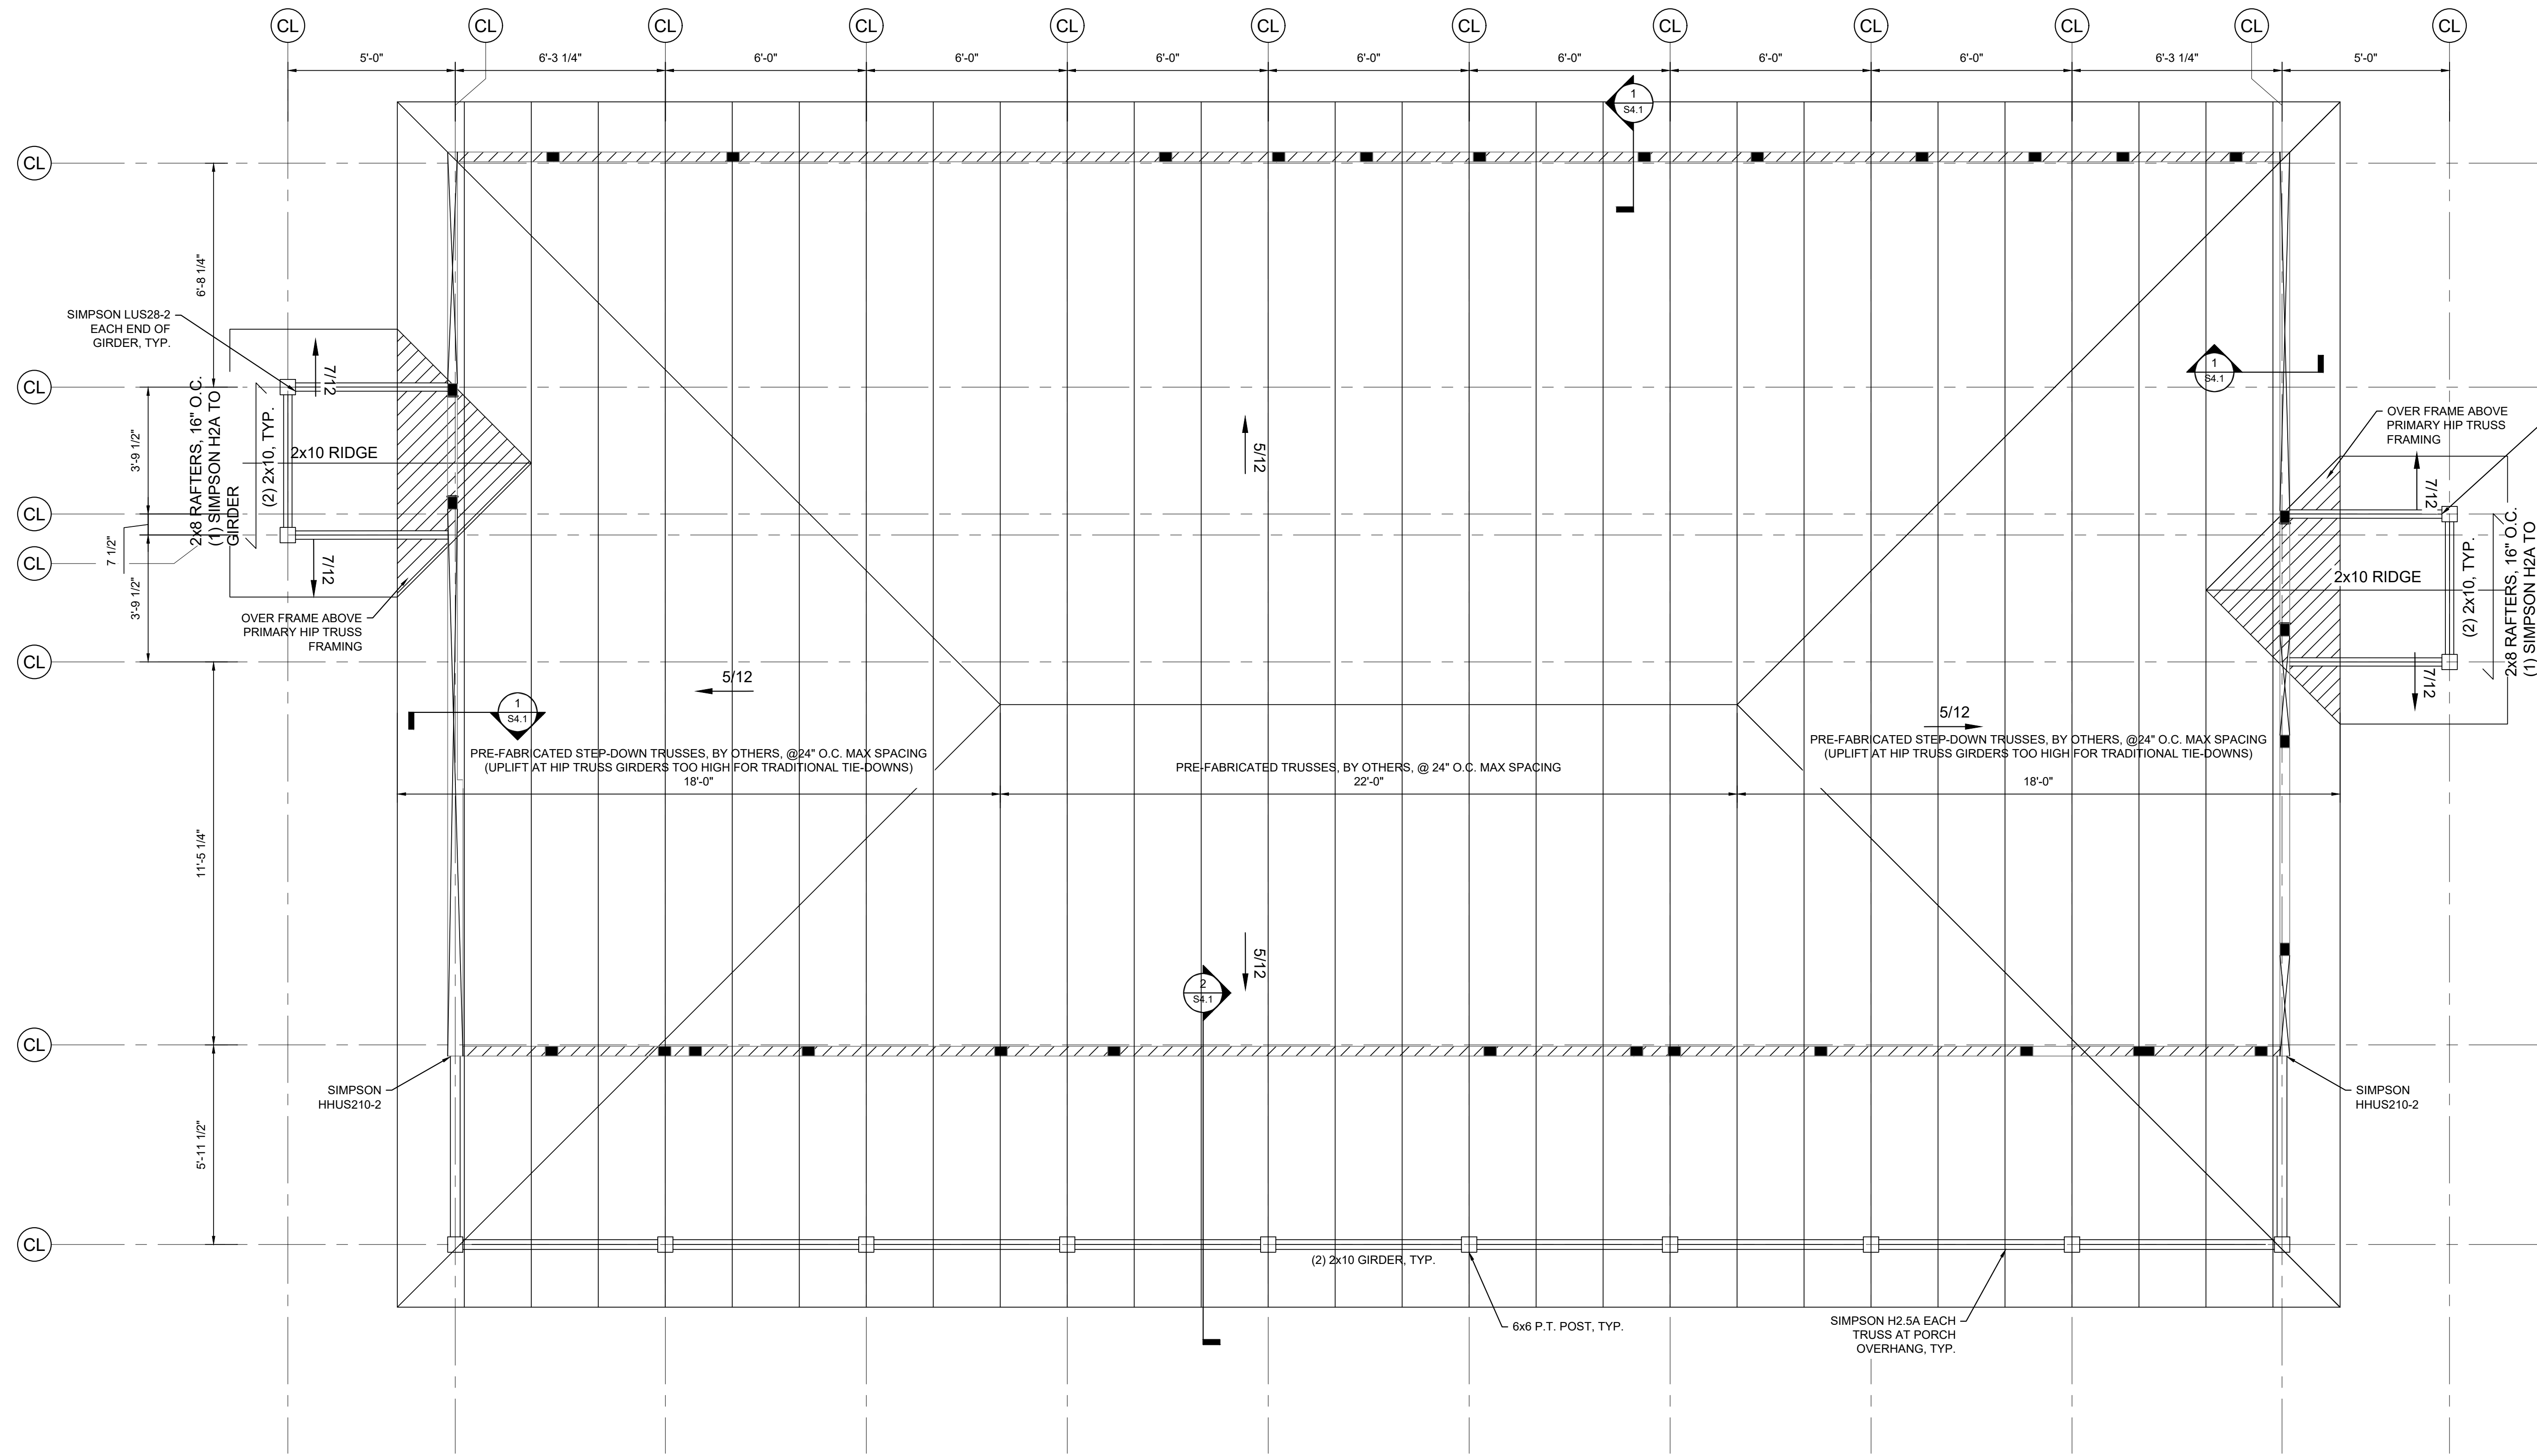 CL CL CL CL CL CL CL CL CL CL CL CL
5'-0" 6'-3 1/4" 6'-0" 6'-0" 6'-0" 6'-0" 6'-0" 6'-0" 6'-0" 6'-3 1/4" 5'-0"
1
S4.1
CL
6'-8 1/4"
SIMPSON LUS28-2
EACH END OF
GIRDER, TYP.
CL
7/12
1
S4.1
3'-9 1/2"
2x8 RAFTERS, 16" O.C.
(1) SIMPSON H2A TO
GIRDER
(2) 2x10, TYP.
2x10 RIDGE
5/12
OVER FRAME ABOVE
PRIMARY HIP TRUSS
FRAMING
7/12
CL
7 1/2"
CL
3'-9 1/2"
7/12
2x10 RIDGE
(2) 2x10, TYP.
2x8 RAFTERS, 16" O.C.
(1) SIMPSON H2A TO
OVER FRAME ABOVE
PRIMARY HIP TRUSS
FRAMING
CL
7/12
5/12
1
S4.1
5/12
PRE-FABRICATED STEP-DOWN TRUSSES, BY OTHERS, @24" O.C. MAX SPACING
(UPLIFT AT HIP TRUSS GIRDERS TOO HIGH FOR TRADITIONAL TIE-DOWNS)
18'-0"
PRE-FABRICATED TRUSSES, BY OTHERS, @ 24" O.C. MAX SPACING
22'-0"
PRE-FABRICATED STEP-DOWN TRUSSES, BY OTHERS, @24" O.C. MAX SPACING
(UPLIFT AT HIP TRUSS GIRDERS TOO HIGH FOR TRADITIONAL TIE-DOWNS)
18'-0"
11'-5 1/4"
5/12
2
S4.1
CL
SIMPSON
HHUS210-2
SIMPSON
HHUS210-2
5'-11 1/2"
CL
(2) 2x10 GIRDER, TYP.
6x6 P.T. POST, TYP.
SIMPSON H2.5A EACH
TRUSS AT PORCH
OVERHANG, TYP.